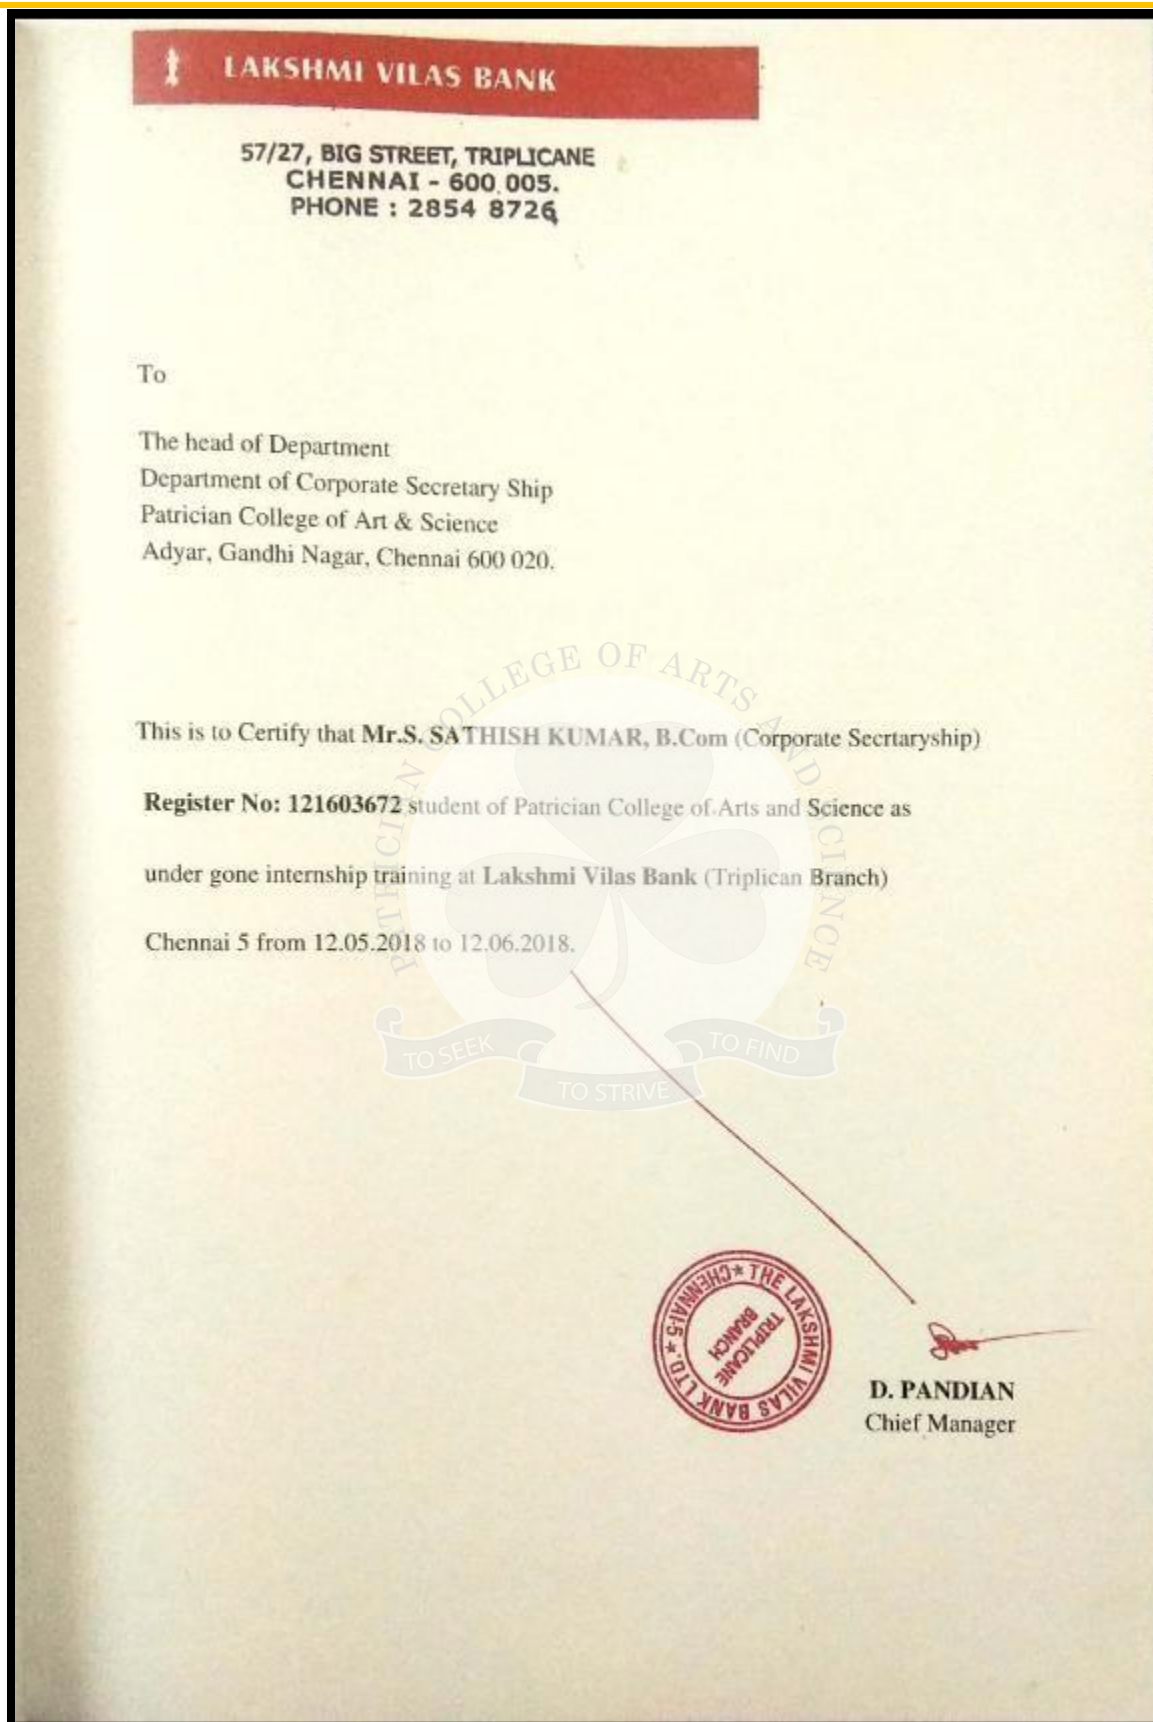 LAKSHMI VILAS BANK
57/27, BIG STREET, TRIPLICANE
CHENNAI - 600 005.
PHONE : 2854 8726
To
The head of Department
Department of Corporate Secretary Ship
Patrician College of Art & Science
Adyar, Gandhi Nagar, Chennai 600 020.
PATRICIAN COLLEGE OF ARTS AND SCIENCE
This is to Certify that Mr.S. SATHISH KUMAR, B.Com (Corporate Secrtaryship)
Register No: 121603672 student of Patrician College of Arts and Science as
under gone internship training at Lakshmi Vilas Bank (Triplican Branch)
Chennai 5 from 12.05.2018 to 12.06.2018.
TO SEEK
TO STRIVE
TO FIND
THE LAKSHMI VILAS BANK LTD. * CHENNAI-5 *
TRIPLICANE
BRANCH
D. PANDIAN
Chief Manager